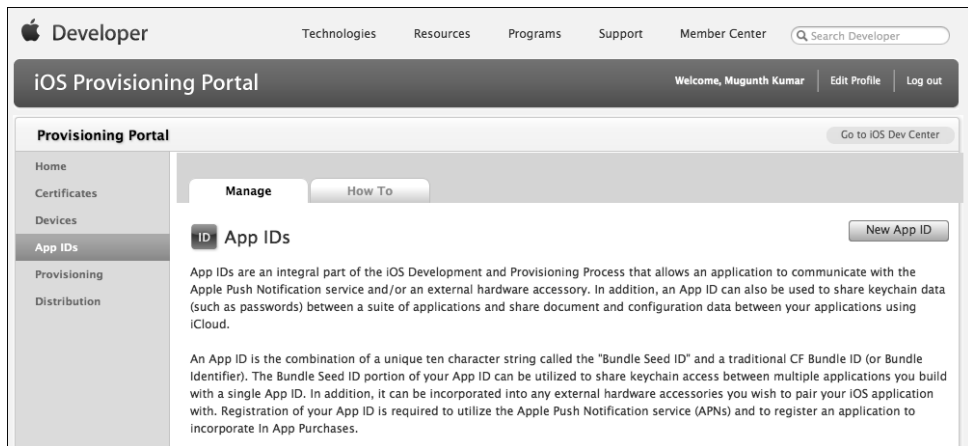 Developer
Technologies Resources Programs Support Member Center Search Developer
iOS Provisioning Portal
Welcome, Mugunth Kumar Edit Profile Log out
Provisioning Portal
Go to iOS Dev Center
Home
Certificates
Devices
App IDs
Provisioning
Distribution
Manage How To
ID App IDs
New App ID
App IDs are an integral part of the iOS Development and Provisioning Process that allows an application to communicate with the
Apple Push Notification service and/or an external hardware accessory. In addition, an App ID can also be used to share keychain data
(such as passwords) between a suite of applications and share document and configuration data between your applications using
iCloud.
An App ID is the combination of a unique ten character string called the "Bundle Seed ID" and a traditional CF Bundle ID (or Bundle
Identifier). The Bundle Seed ID portion of your App ID can be utilized to share keychain access between multiple applications you build
with a single App ID. In addition, it can be incorporated into any external hardware accessories you wish to pair your iOS application
with. Registration of your App ID is required to utilize the Apple Push Notification service (APNs) and to register an application to
incorporate In App Purchases.